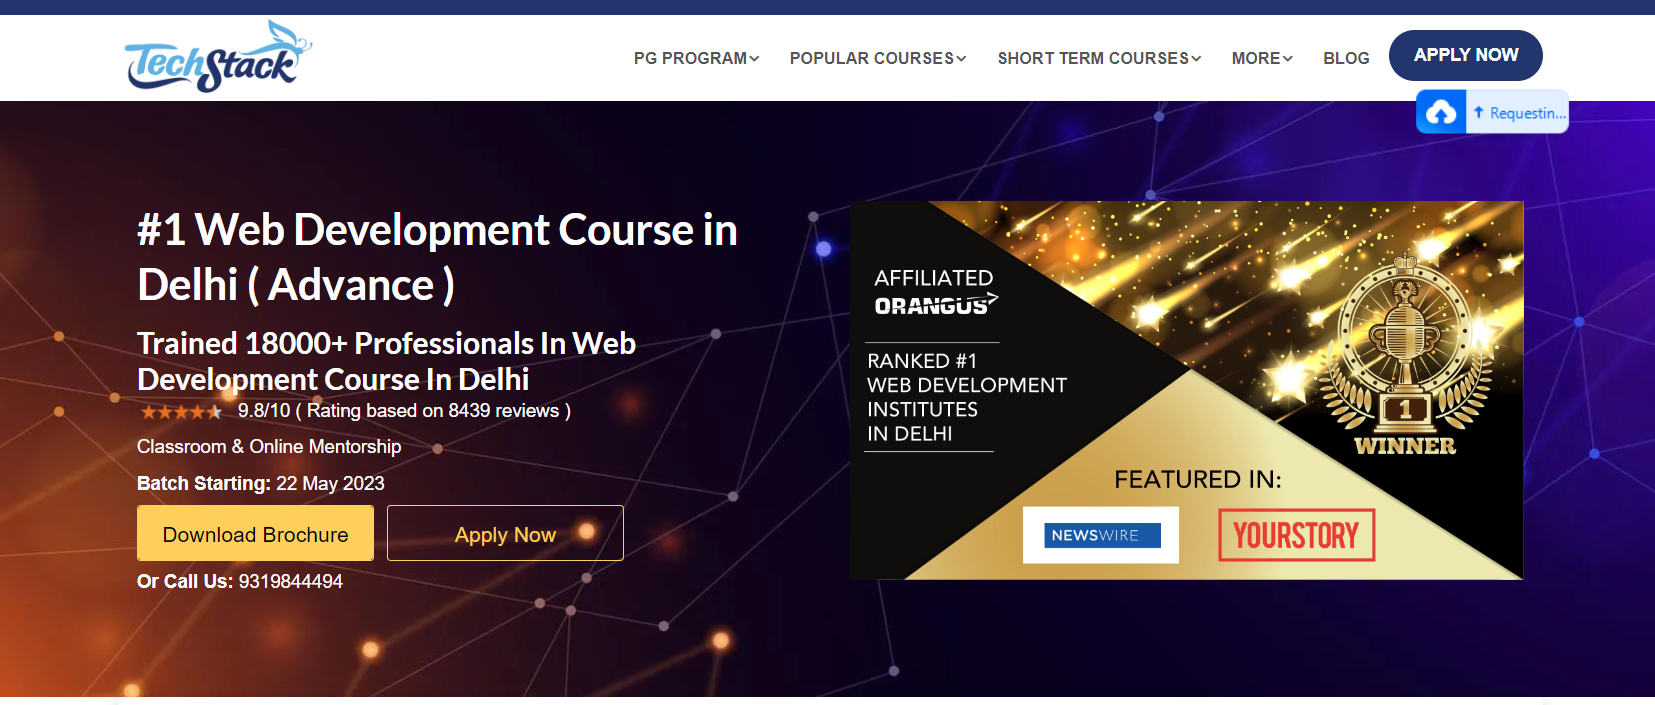 TechStack
PG PROGRAM
POPULAR COURSES
SHORT TERM COURSES
MORE
BLOG
APPLY NOW
Requestin...
#1 Web Development Course in
Delhi ( Advance )
Trained 18000+ Professionals In Web
Development Course In Delhi
9.8/10 ( Rating based on 8439 reviews )
Classroom & Online Mentorship
Batch Starting: 22 May 2023
Download Brochure
Apply Now
Or Call Us: 9319844494
AFFILIATED
ORANGUS
RANKED #1
WEB DEVELOPMENT
INSTITUTES
IN DELHI
1
WINNER
FEATURED IN:
NEWSWIRE
YOURSTORY